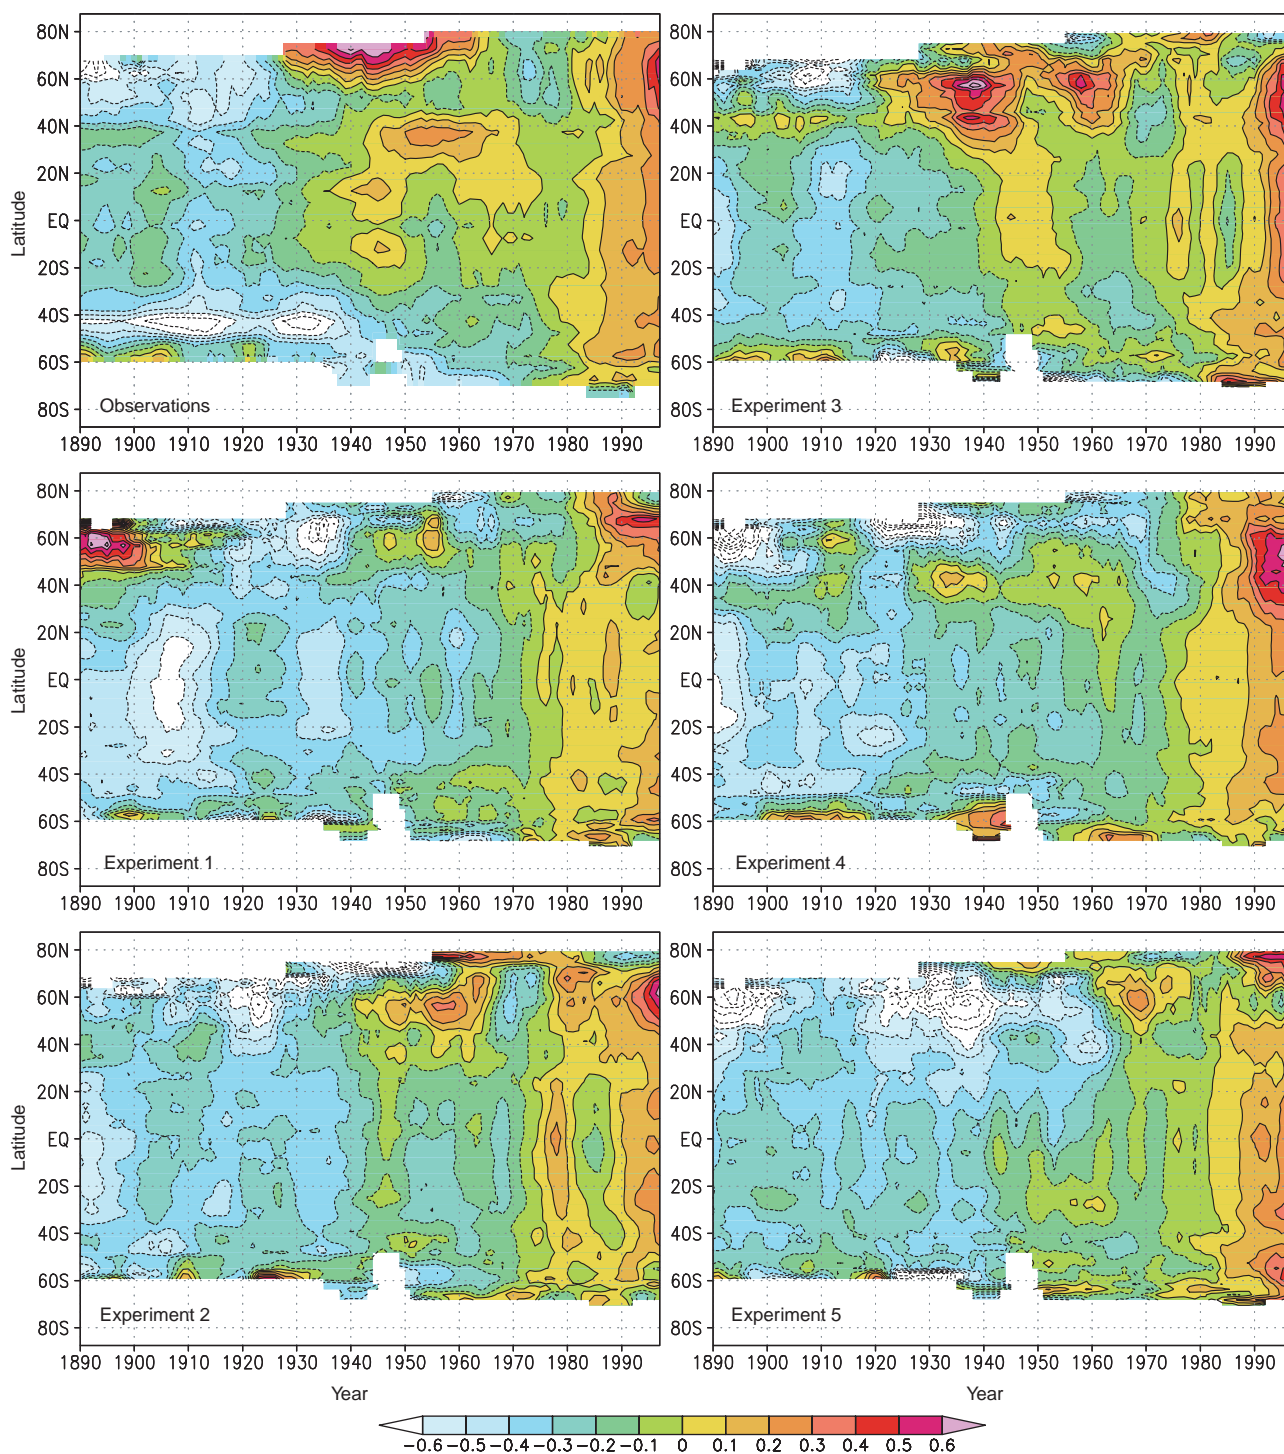 80N
60N
40N
20N
EQ
20S
40S
60S
80S
Latitude
Observations
1890 1900 1910 1920 1930 1940 1950 1960 1970 1980 1990
80N
60N
40N
20N
EQ
20S
40S
60S
80S
Experiment 3
1890 1900 1910 1920 1930 1940 1950 1960 1970 1980 1990
80N
60N
40N
20N
EQ
20S
40S
60S
80S
Latitude
Experiment 1
1890 1900 1910 1920 1930 1940 1950 1960 1970 1980 1990
80N
60N
40N
20N
EQ
20S
40S
60S
80S
Experiment 4
1890 1900 1910 1920 1930 1940 1950 1960 1970 1980 1990
80N
60N
40N
20N
EQ
20S
40S
60S
80S
Latitude
Experiment 2
1890 1900 1910 1920 1930 1940 1950 1960 1970 1980 1990
Year
80N
60N
40N
20N
EQ
20S
40S
60S
80S
Experiment 5
1890 1900 1910 1920 1930 1940 1950 1960 1970 1980 1990
Year
-0.6 -0.5 -0.4 -0.3 -0.2 -0.1 0 0.1 0.2 0.3 0.4 0.5 0.6